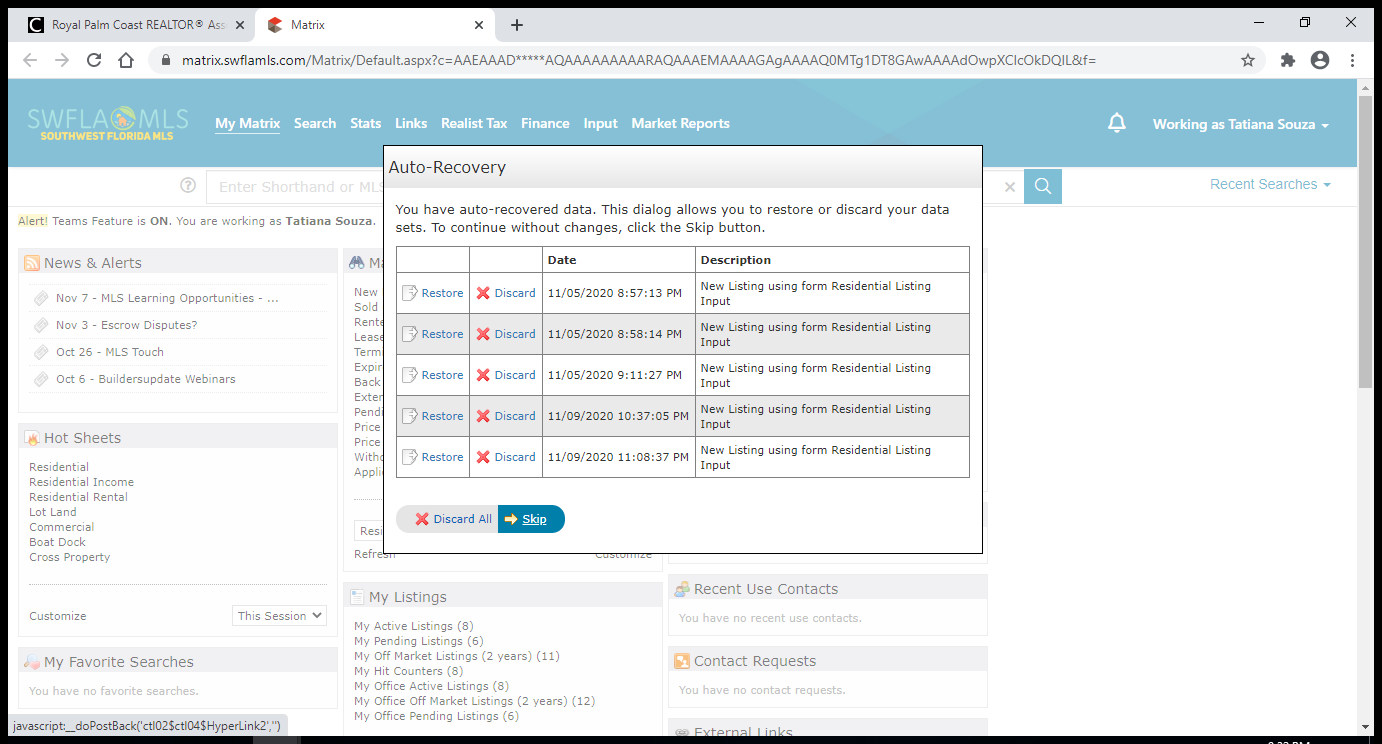 Royal Palm Coast REALTOR® Ass
Matrix
matrix.swflamls.com/Matrix/Default.aspx?c=AAEAAAD*****AQAAAAAAAAARAQAAAEMAAAAGAgAAAAQ0MTg1DT8GAwAAAAdOwpXClcOkDQIL&f=
SWFLA MLS
SOUTHWEST FLORIDA MLS
My Matrix Search Stats Links Realist Tax Finance Input Market Reports
Working as Tatiana Souza
Enter Shorthand or MLS
Recent Searches
Alert! Teams Feature is ON. You are working as Tatiana Souza.
Auto-Recovery
You have auto-recovered data. This dialog allows you to restore or discard your data
sets. To continue without changes, click the Skip button.
Date Description
Restore Discard 11/05/2020 8:57:13 PM New Listing using form Residential Listing
Input
Restore Discard 11/05/2020 8:58:14 PM New Listing using form Residential Listing
Input
Restore Discard 11/05/2020 9:11:27 PM New Listing using form Residential Listing
Input
Restore Discard 11/09/2020 10:37:05 PM New Listing using form Residential Listing
Input
Restore Discard 11/09/2020 11:08:37 PM New Listing using form Residential Listing
Input
Discard All Skip
News & Alerts
Nov 7 - MLS Learning Opportunities - ...
Nov 3 - Escrow Disputes?
Oct 26 - MLS Touch
Oct 6 - Buildersupdate Webinars
Hot Sheets
Residential
Residential Income
Residential Rental
Lot Land
Commercial
Boat Dock
Cross Property
Customize This Session
My Favorite Searches
You have no favorite searches.
Ma
New
Sold
Rente
Lease
Term
Expir
Back
Exter
Pendi
Price
Price
Witho
Appli
Resi
Refresh Customize
My Listings
My Active Listings (8)
My Pending Listings (6)
My Off Market Listings (2 years) (11)
My Hit Counters (8)
My Office Active Listings (8)
My Office Off Market Listings (2 years) (12)
My Office Pending Listings (6)
Recent Use Contacts
You have no recent use contacts.
Contact Requests
You have no contact requests.
External Links
javascript:__doPostBack('ctl02$ctl04$HyperLink2','')